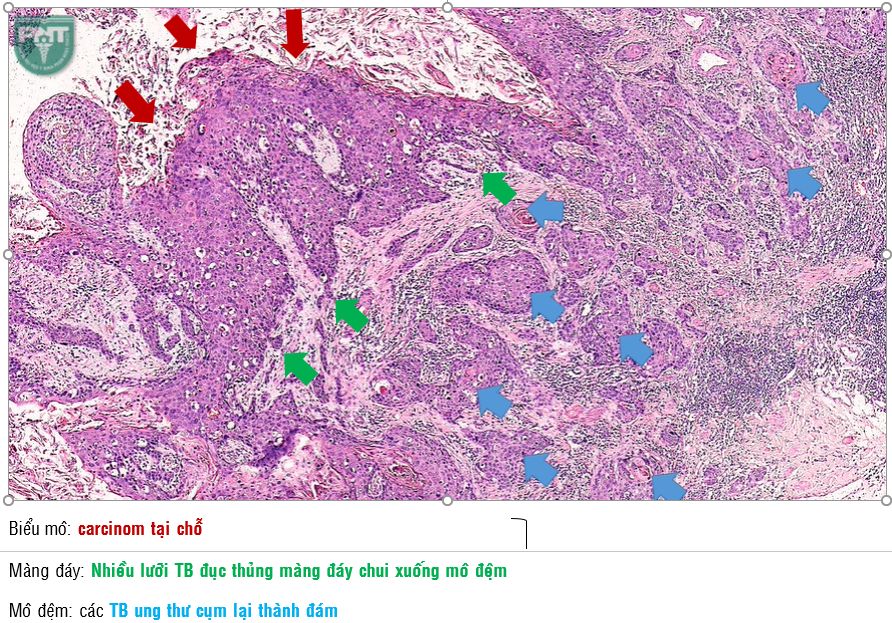 PNT
Biểu mô: carcinom tại chỗ
Màng đáy: Nhiều lưỡi TB đục thủng màng đáy chui xuống mô đệm
Mô đệm: các TB ung thư cụm lại thành đám